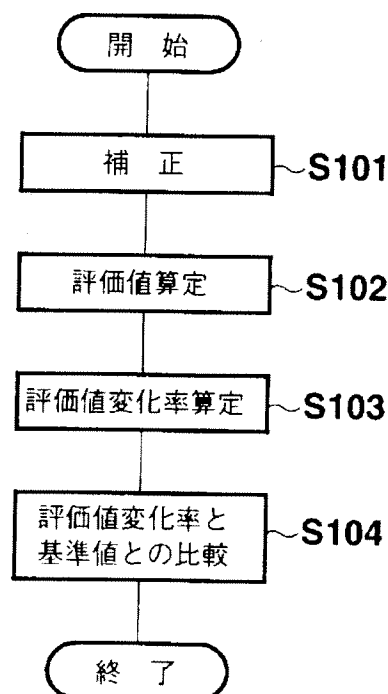 開 始
補 正
S101
評価値算定
S102
評価値変化率算定
S103
評価値変化率と
基準値との比較
S104
終 了